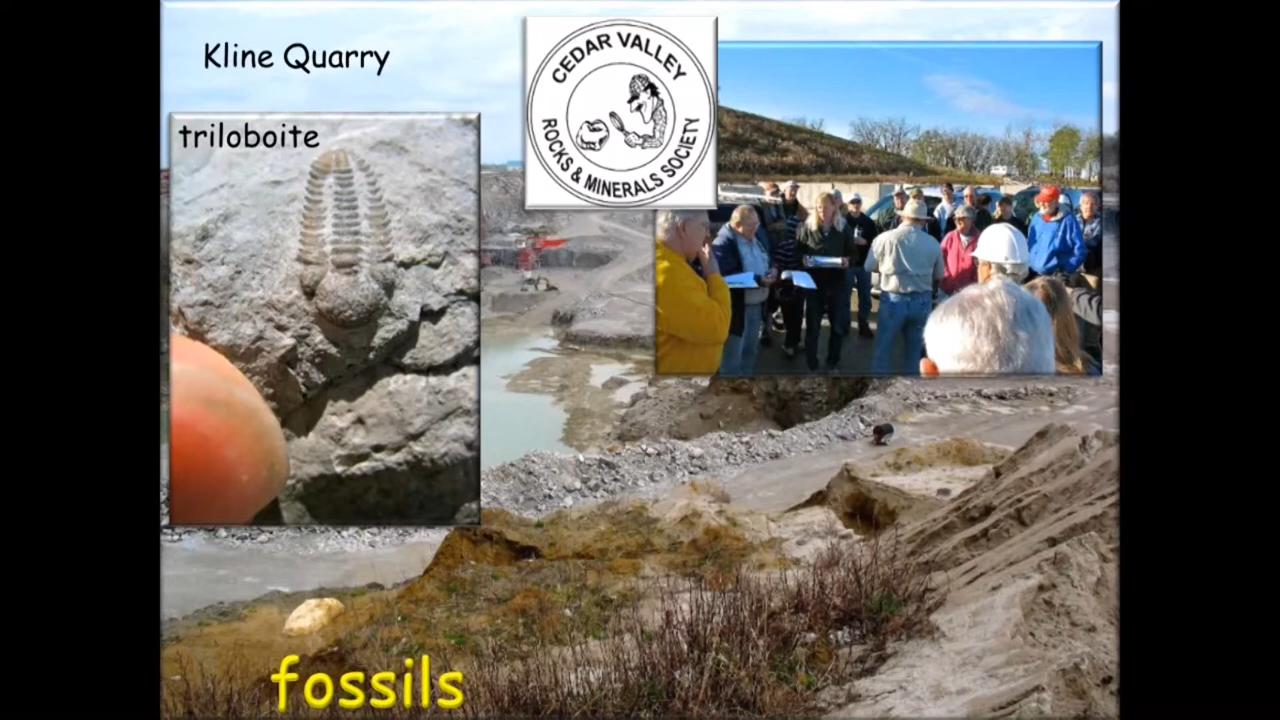 Kline Quarry
triloboite
CEDAR VALLEY
ROCKS & MINERALS SOCIETY
fossils